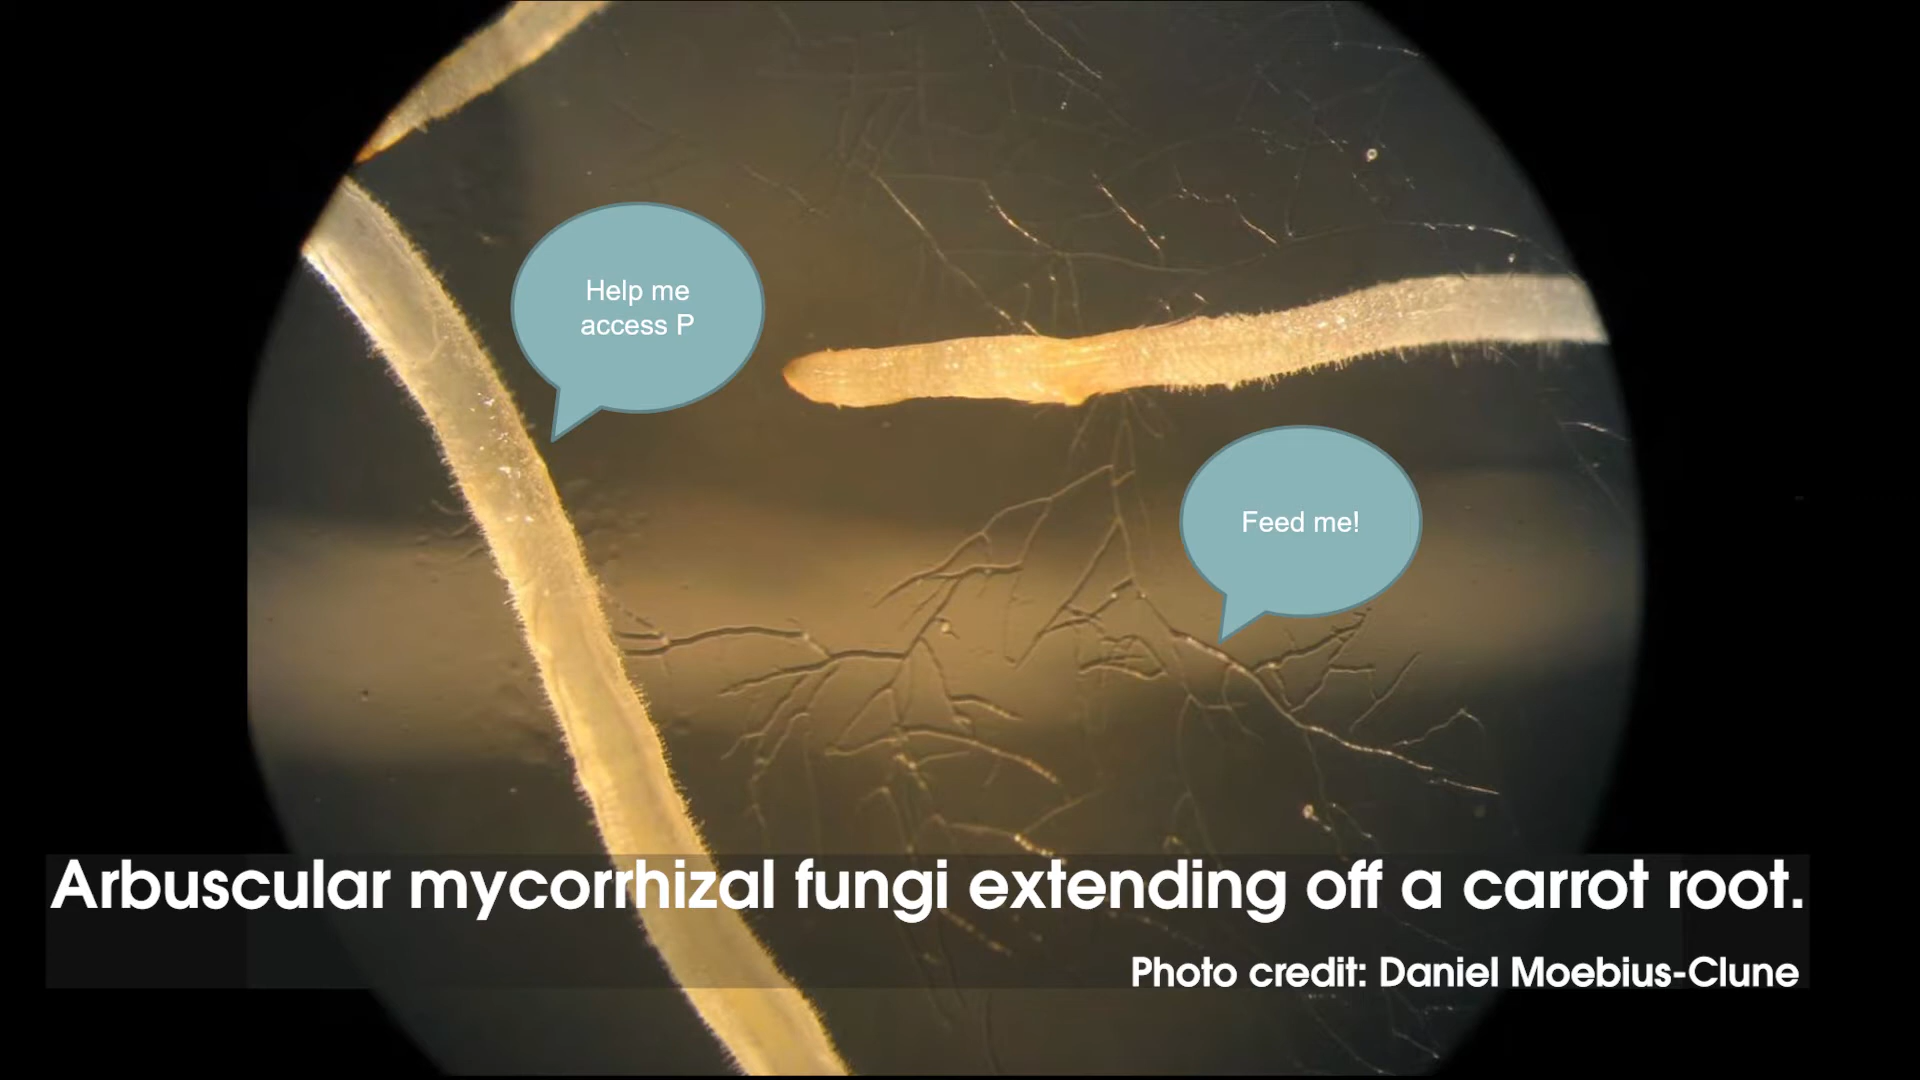 Help me
access P
Feed me!
Arbuscular mycorrhizal fungi extending off a carrot root.
Photo credit: Daniel Moebius-Clune